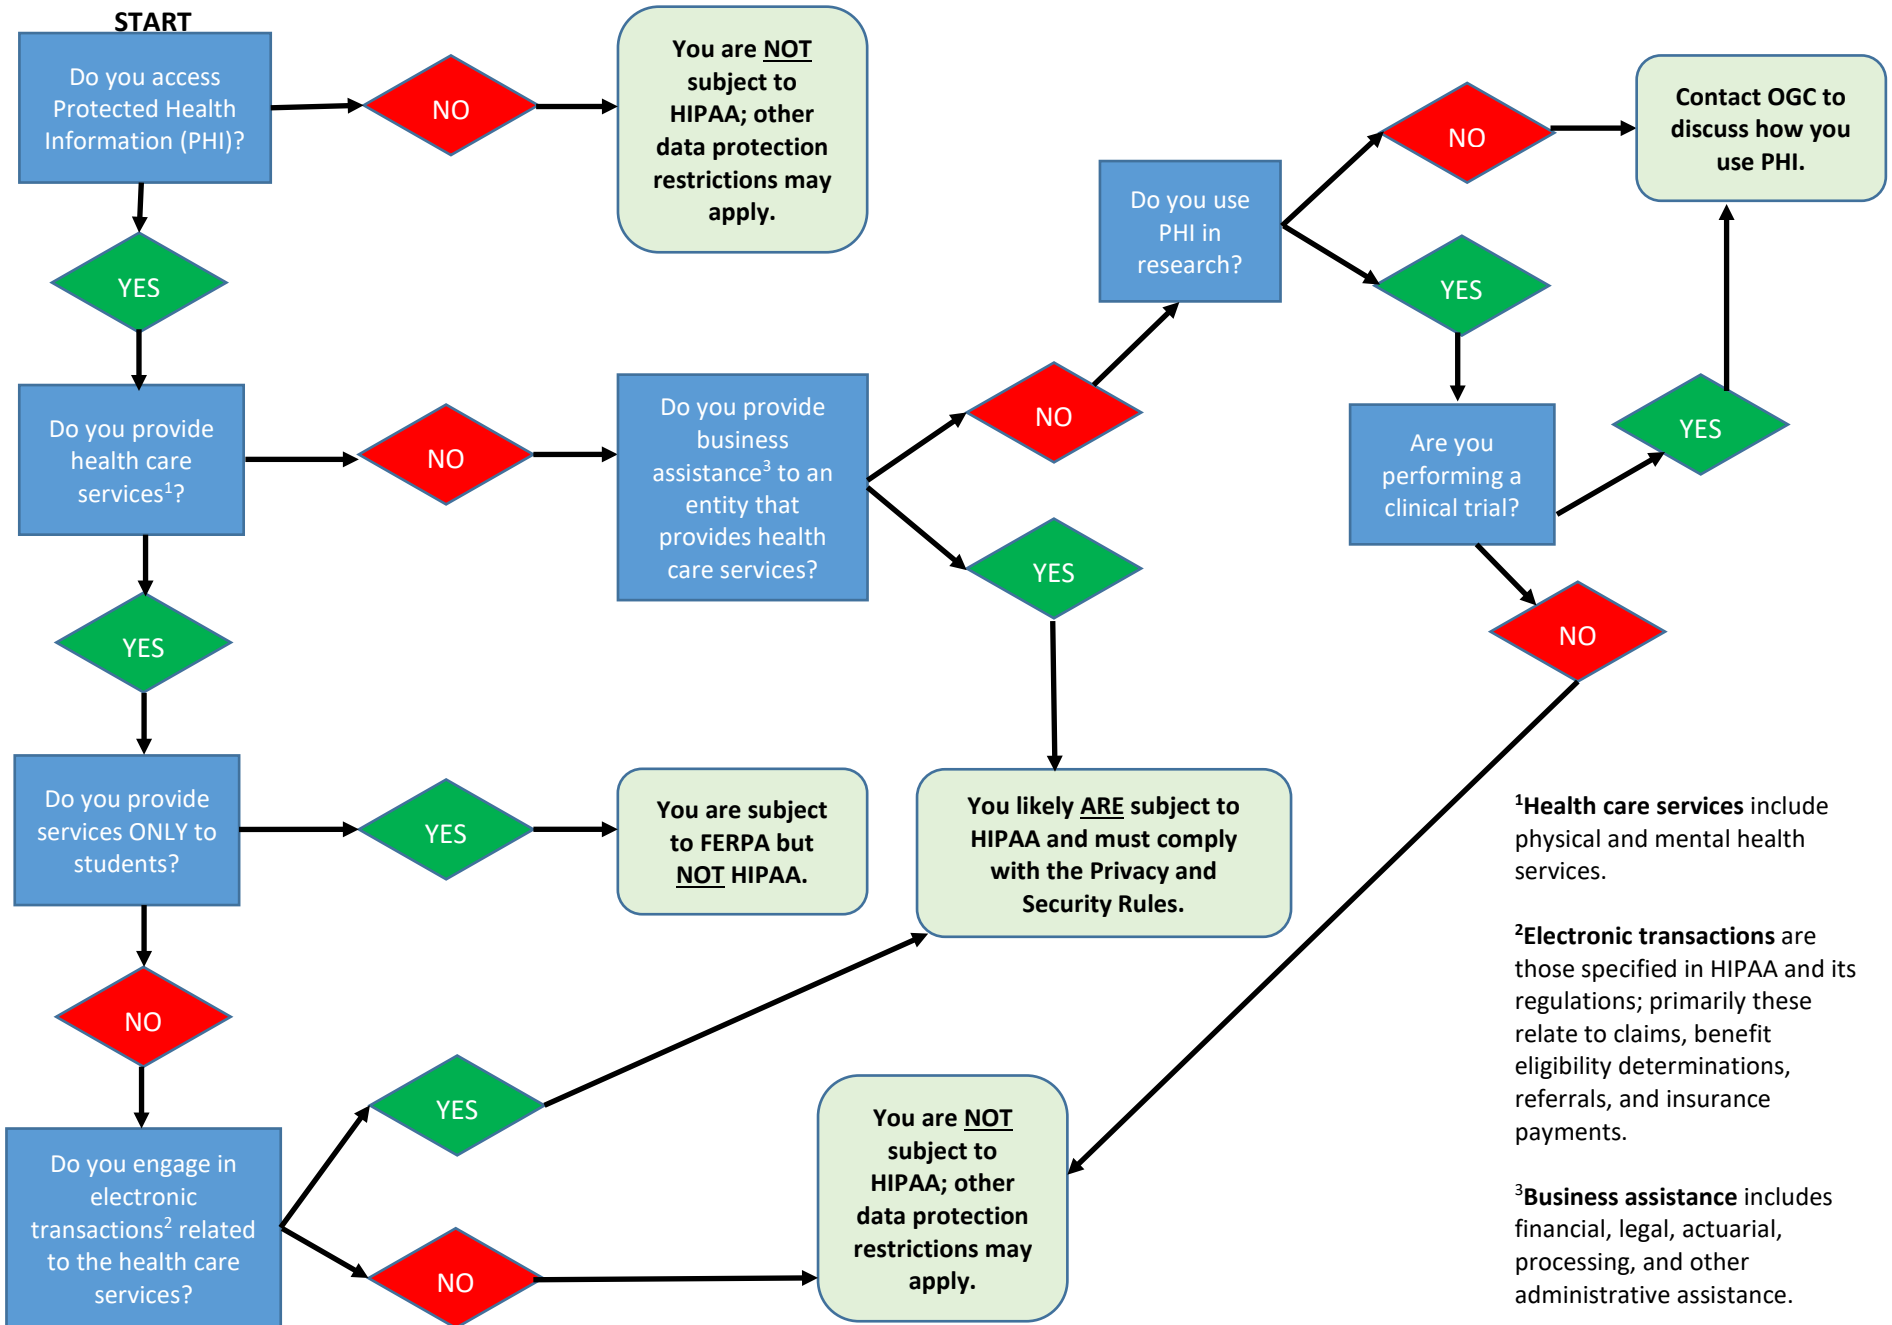 START
Do you access
Protected Health
Information (PHI)?
NO
You are NOT
subject to
HIPAA; other
data protection
restrictions may
apply.
YES
Do you provide
health care
services1?
NO
Do you provide
business
assistance3 to an
entity that
provides health
care services?
NO
Do you use
PHI in
research?
NO
Contact OGC to
discuss how you
use PHI.
YES
Are you
performing a
clinical trial?
YES
NO
YES
YES
Do you provide
services ONLY to
students?
YES
You are subject
to FERPA but
NOT HIPAA.
You likely ARE subject to
HIPAA and must comply
with the Privacy and
Security Rules.
NO
Do you engage in
electronic
transactions2 related
to the health care
services?
YES
NO
You are NOT
subject to
HIPAA; other
data protection
restrictions may
apply.
1Health care services include
physical and mental health
services.
2Electronic transactions are
those specified in HIPAA and its
regulations; primarily these
relate to claims, benefit
eligibility determinations,
referrals, and insurance
payments.
3Business assistance includes
financial, legal, actuarial,
processing, and other
administrative assistance.